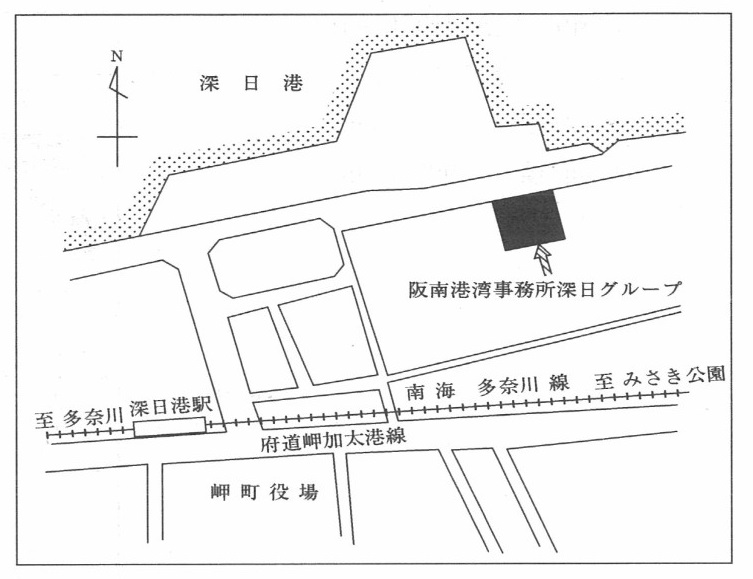 N
深日港
阪南港湾事務所深日グループ
南海 多奈川線 至みさき公園
至多奈川
深日港駅
府道岬加太港線
岬町役場